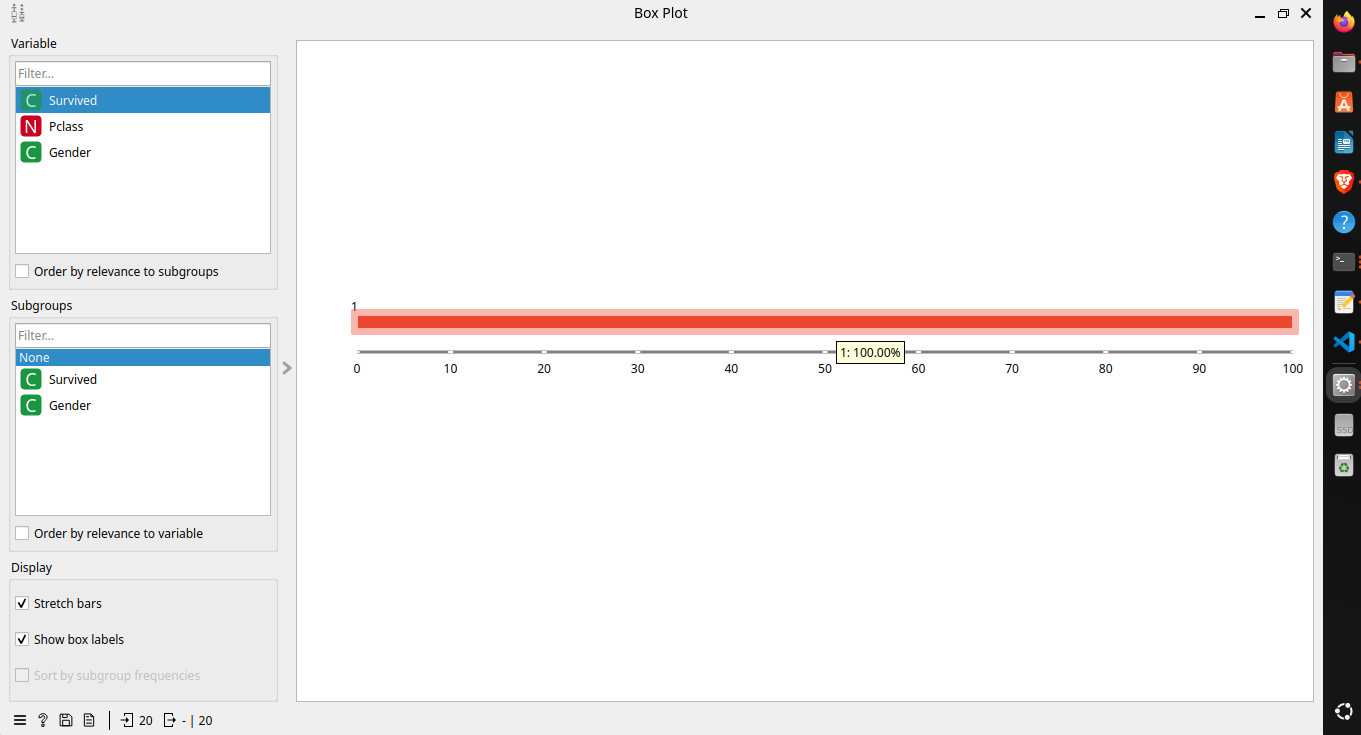 Box Plot
Variable
Filter...
C Survived
N Pclass
C Gender
Order by relevance to subgroups
Subgroups
Filter...
None
C Survived
C Gender
Order by relevance to variable
Display
Stretch bars
Show box labels
Sort by subgroup frequencies
20 - | 20
1
1: 100.00%
0 10 20 30 40 50 60 70 80 90 100
SSD